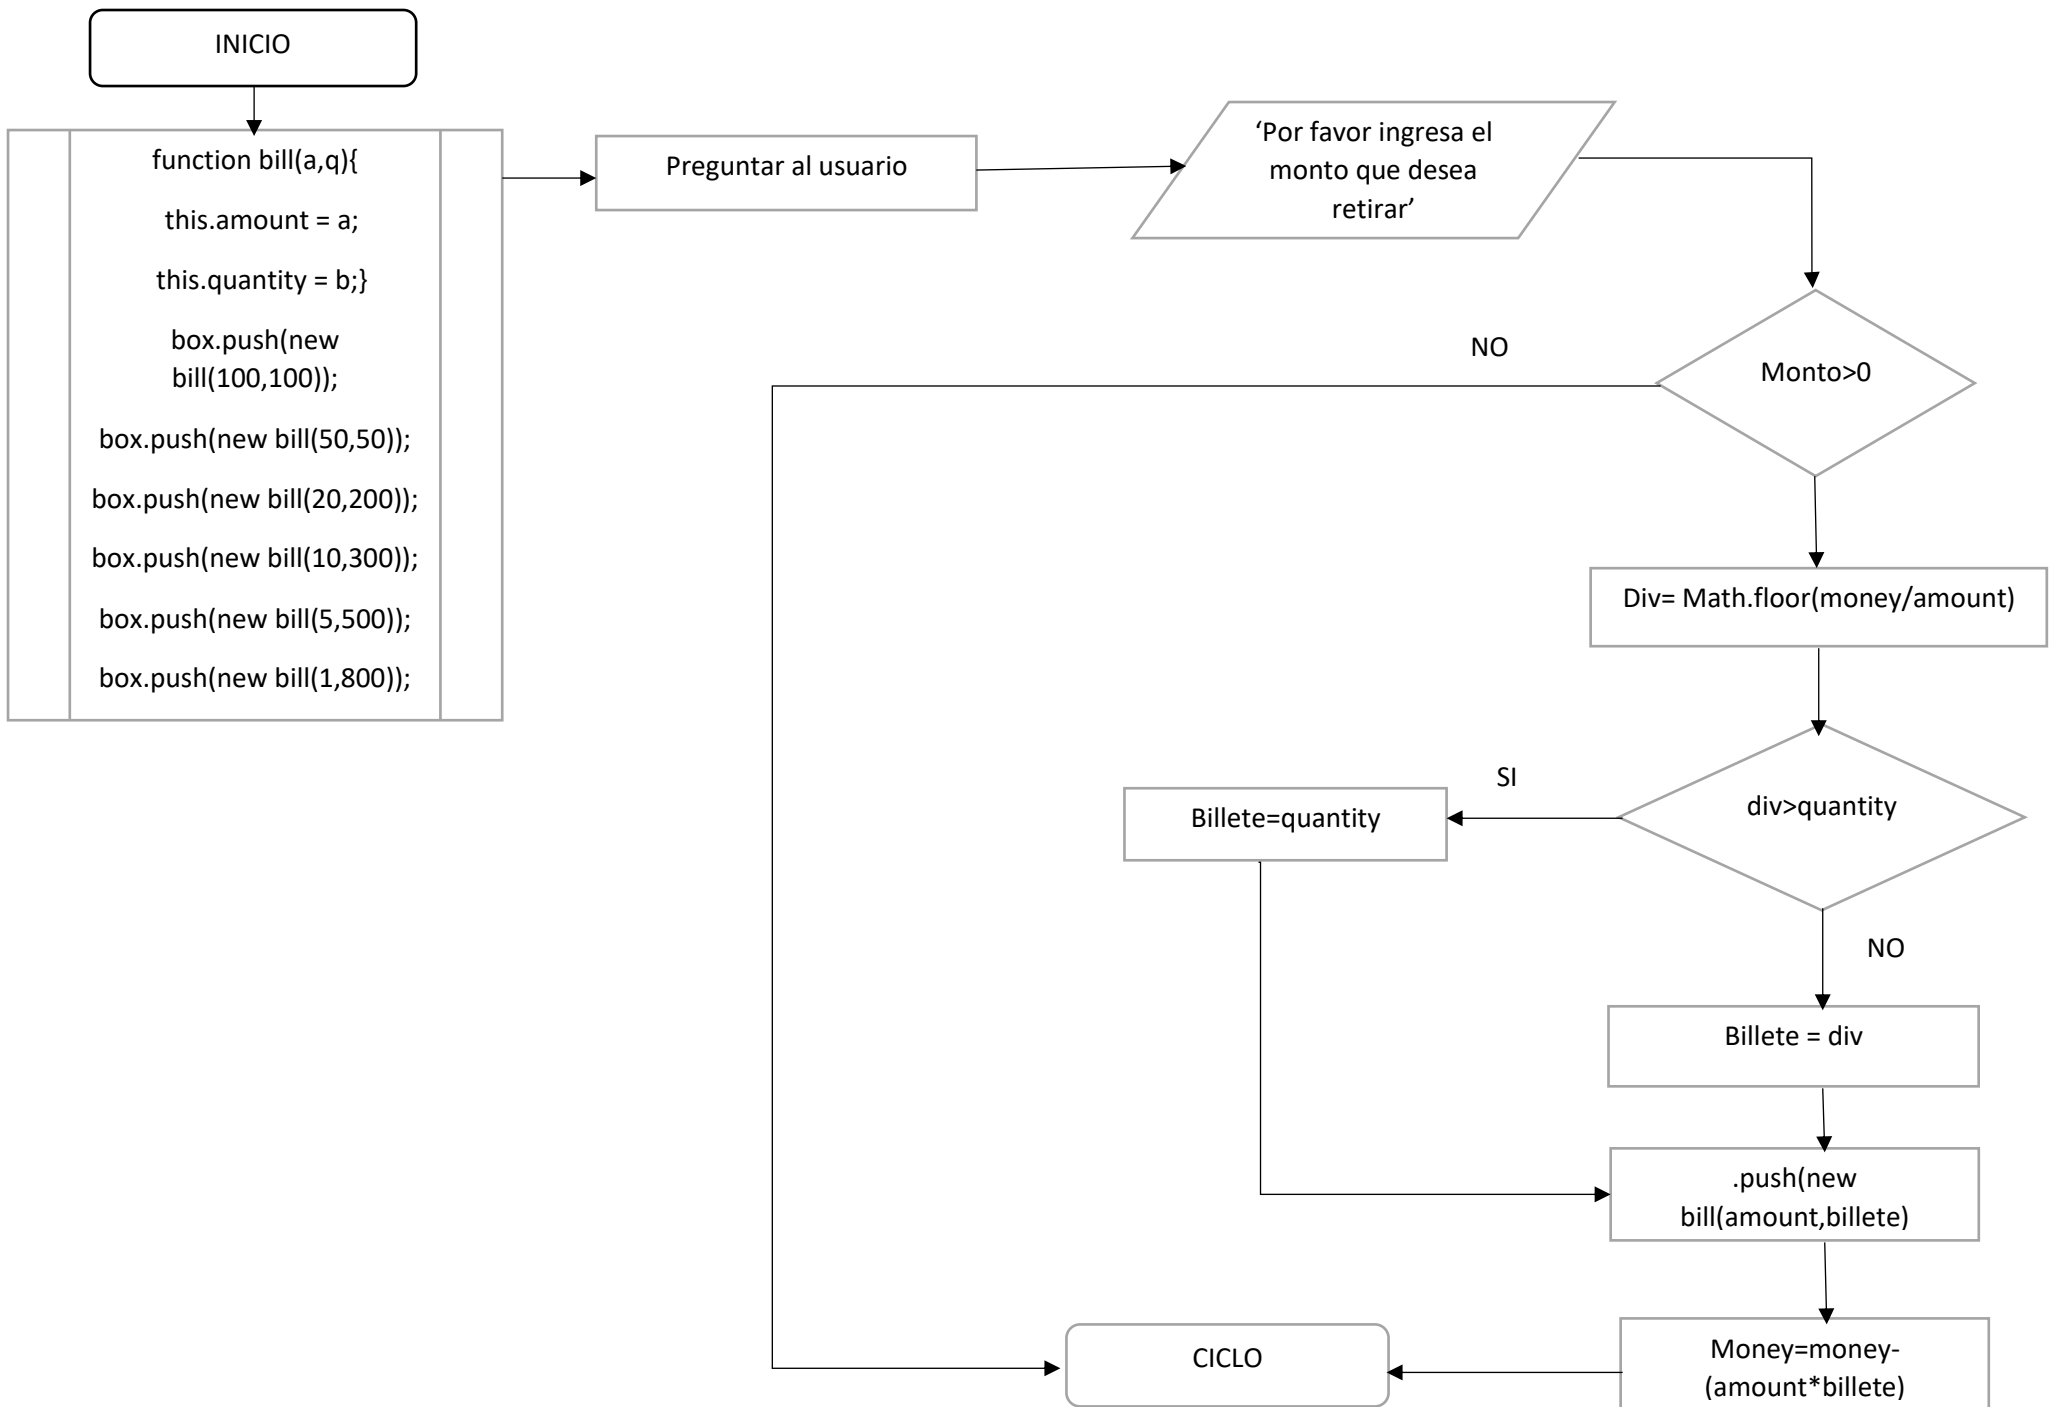 INICIO
function bill(a,q){
this.amount = a;
this.quantity = b;}
box.push(new
bill(100,100));
box.push(new bill(50,50));
box.push(new bill(20,200));
box.push(new bill(10,300));
box.push(new bill(5,500));
box.push(new bill(1,800));
Preguntar al usuario
‘Por favor ingresa el
monto que desea
retirar’
Monto>0
NO
Div= Math.floor(money/amount)
div>quantity
SI
Billete=quantity
NO
Billete = div
.push(new
bill(amount,billete)
Money=money-
(amount*billete)
CICLO